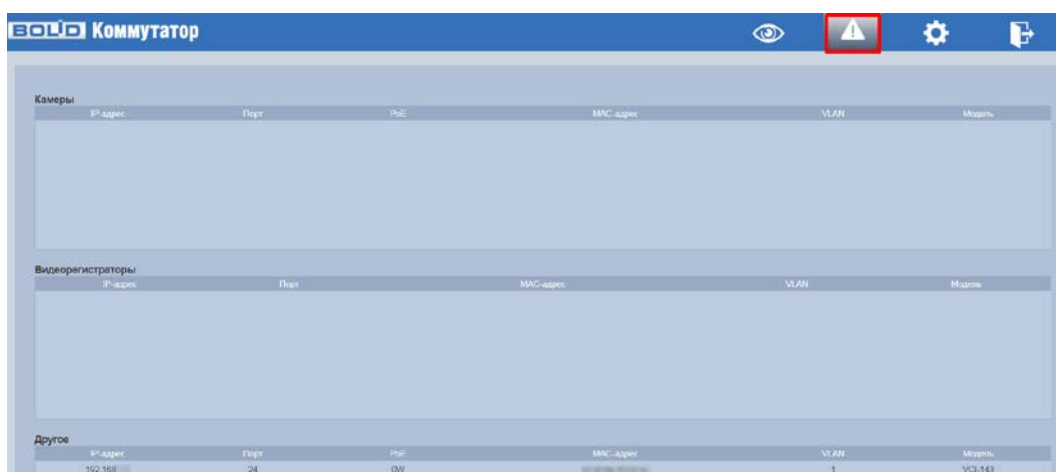 BOLID Коммутатор
Камеры
IP-адрес Порт PoE MAC-адрес VLAN Модель
Видеорегистраторы
IP-адрес Порт MAC-адрес VLAN Модель
Другое
IP-адрес Порт PoE MAC-адрес VLAN Модель
192.168 24 0W 1 VCI-143